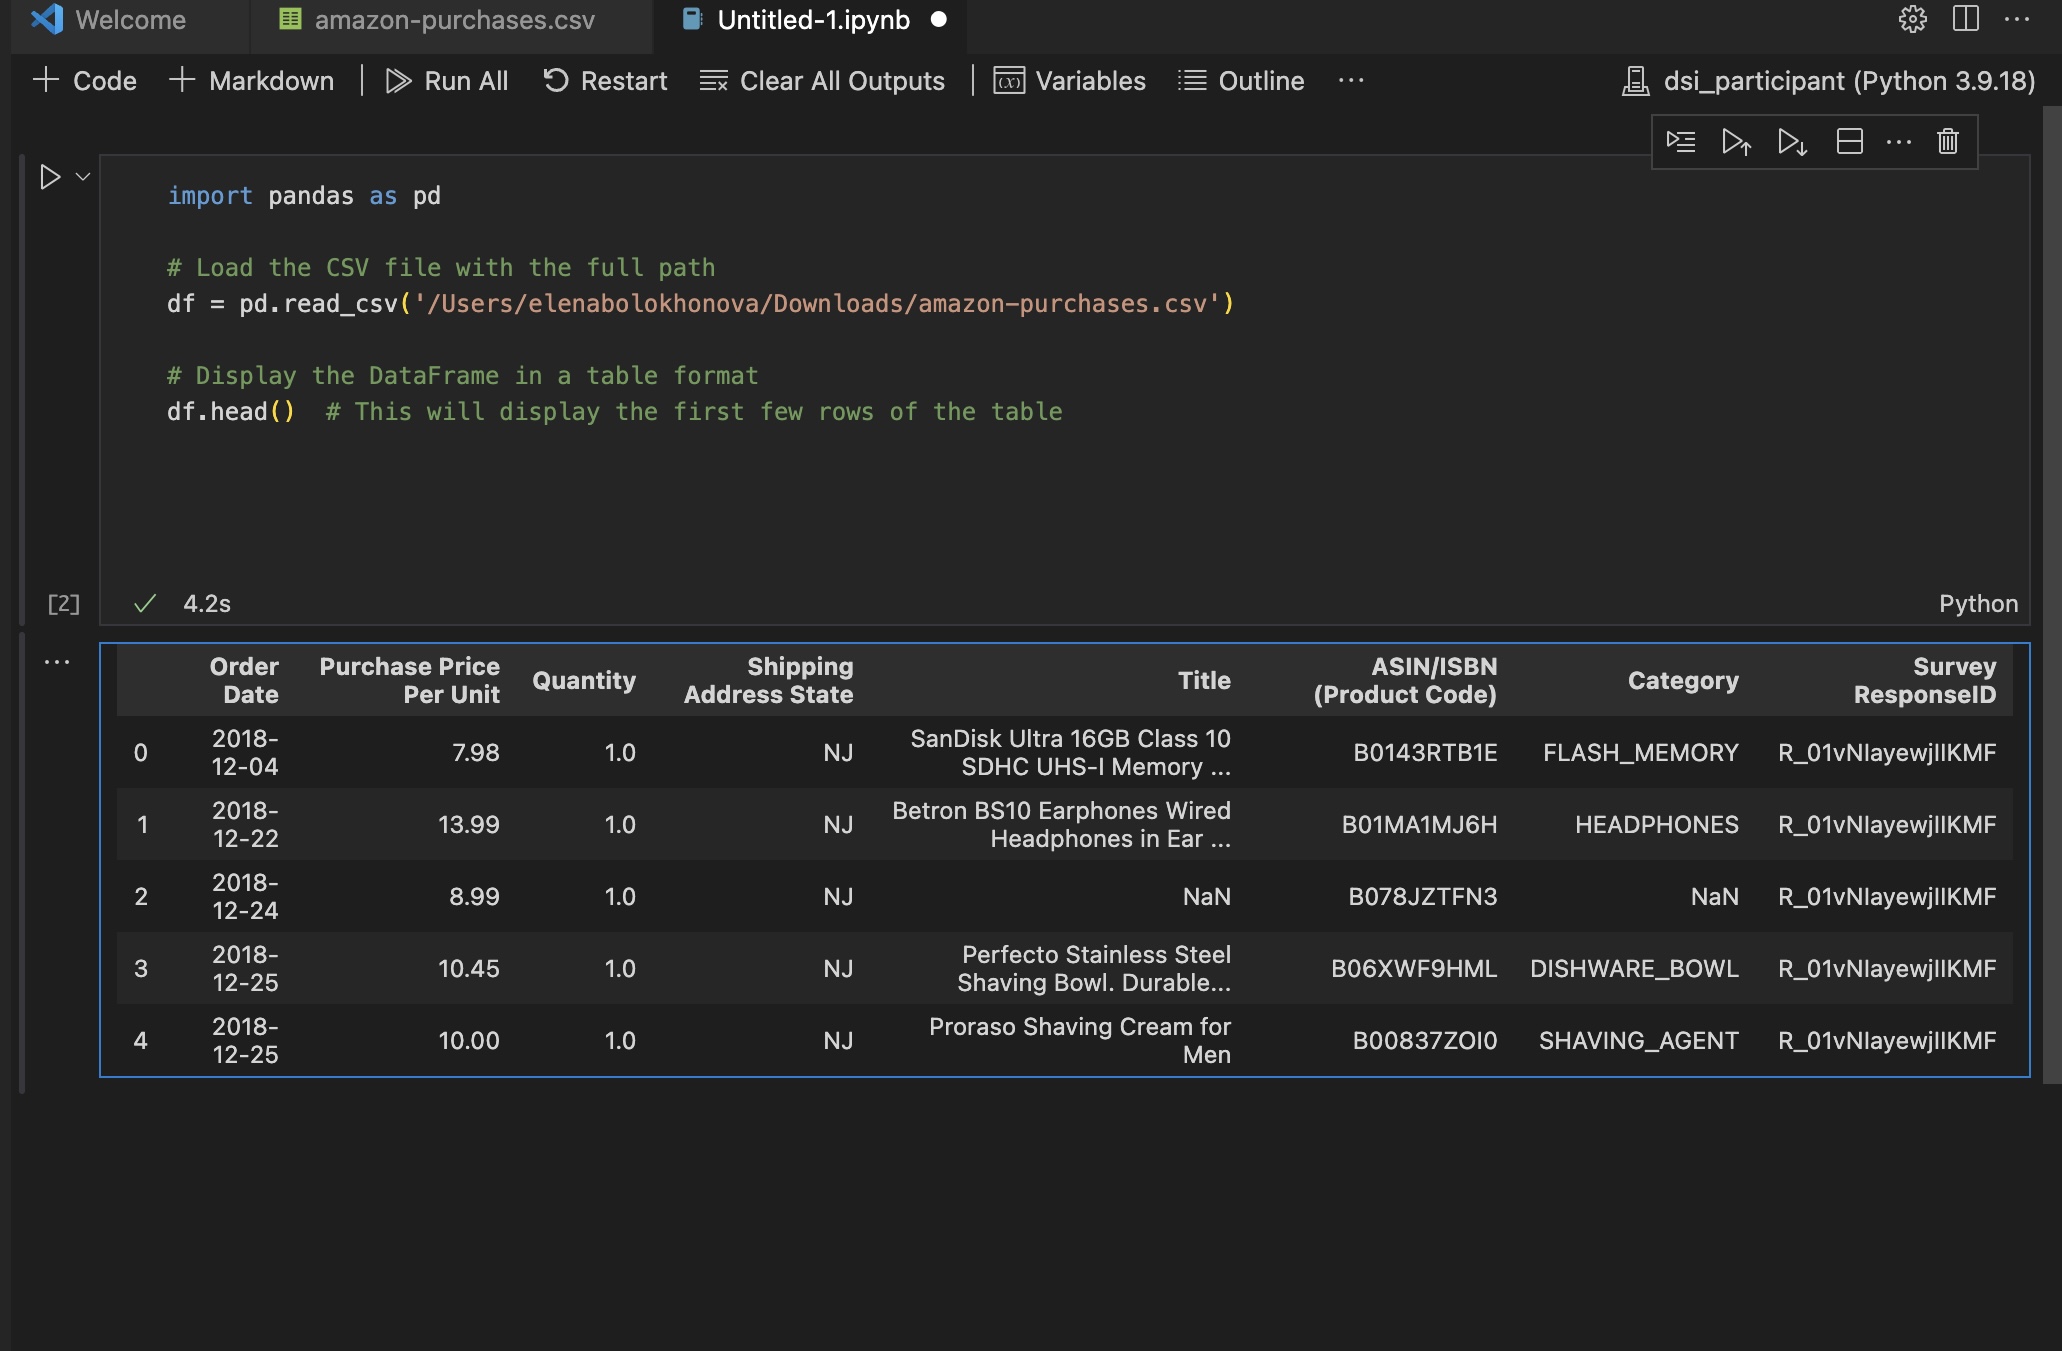 Welcome amazon-purchases.csv Untitled-1.ipynb
Code Markdown Run All Restart Clear All Outputs Variables Outline ... dsi_participant (Python 3.9.18)
import pandas as pd
# Load the CSV file with the full path
df = pd.read_csv('/Users/elenabolokhonova/Downloads/amazon-purchases.csv')
# Display the DataFrame in a table format
df.head()  # This will display the first few rows of the table
[2] 4.2s Python
Order Date Purchase Price Per Unit Quantity Shipping Address State Title ASIN/ISBN (Product Code) Category Survey ResponseID
0 2018-12-04 7.98 1.0 NJ SanDisk Ultra 16GB Class 10 SDHC UHS-I Memory ... B0143RTB1E FLASH_MEMORY R_01vNIayewjIIKMF
1 2018-12-22 13.99 1.0 NJ Betron BS10 Earphones Wired Headphones in Ear ... B01MA1MJ6H HEADPHONES R_01vNIayewjIIKMF
2 2018-12-24 8.99 1.0 NJ NaN B078JZTFN3 NaN R_01vNIayewjIIKMF
3 2018-12-25 10.45 1.0 NJ Perfecto Stainless Steel Shaving Bowl. Durable... B06XWF9HML DISHWARE_BOWL R_01vNIayewjIIKMF
4 2018-12-25 10.00 1.0 NJ Proraso Shaving Cream for Men B00837ZOI0 SHAVING_AGENT R_01vNIayewjIIKMF